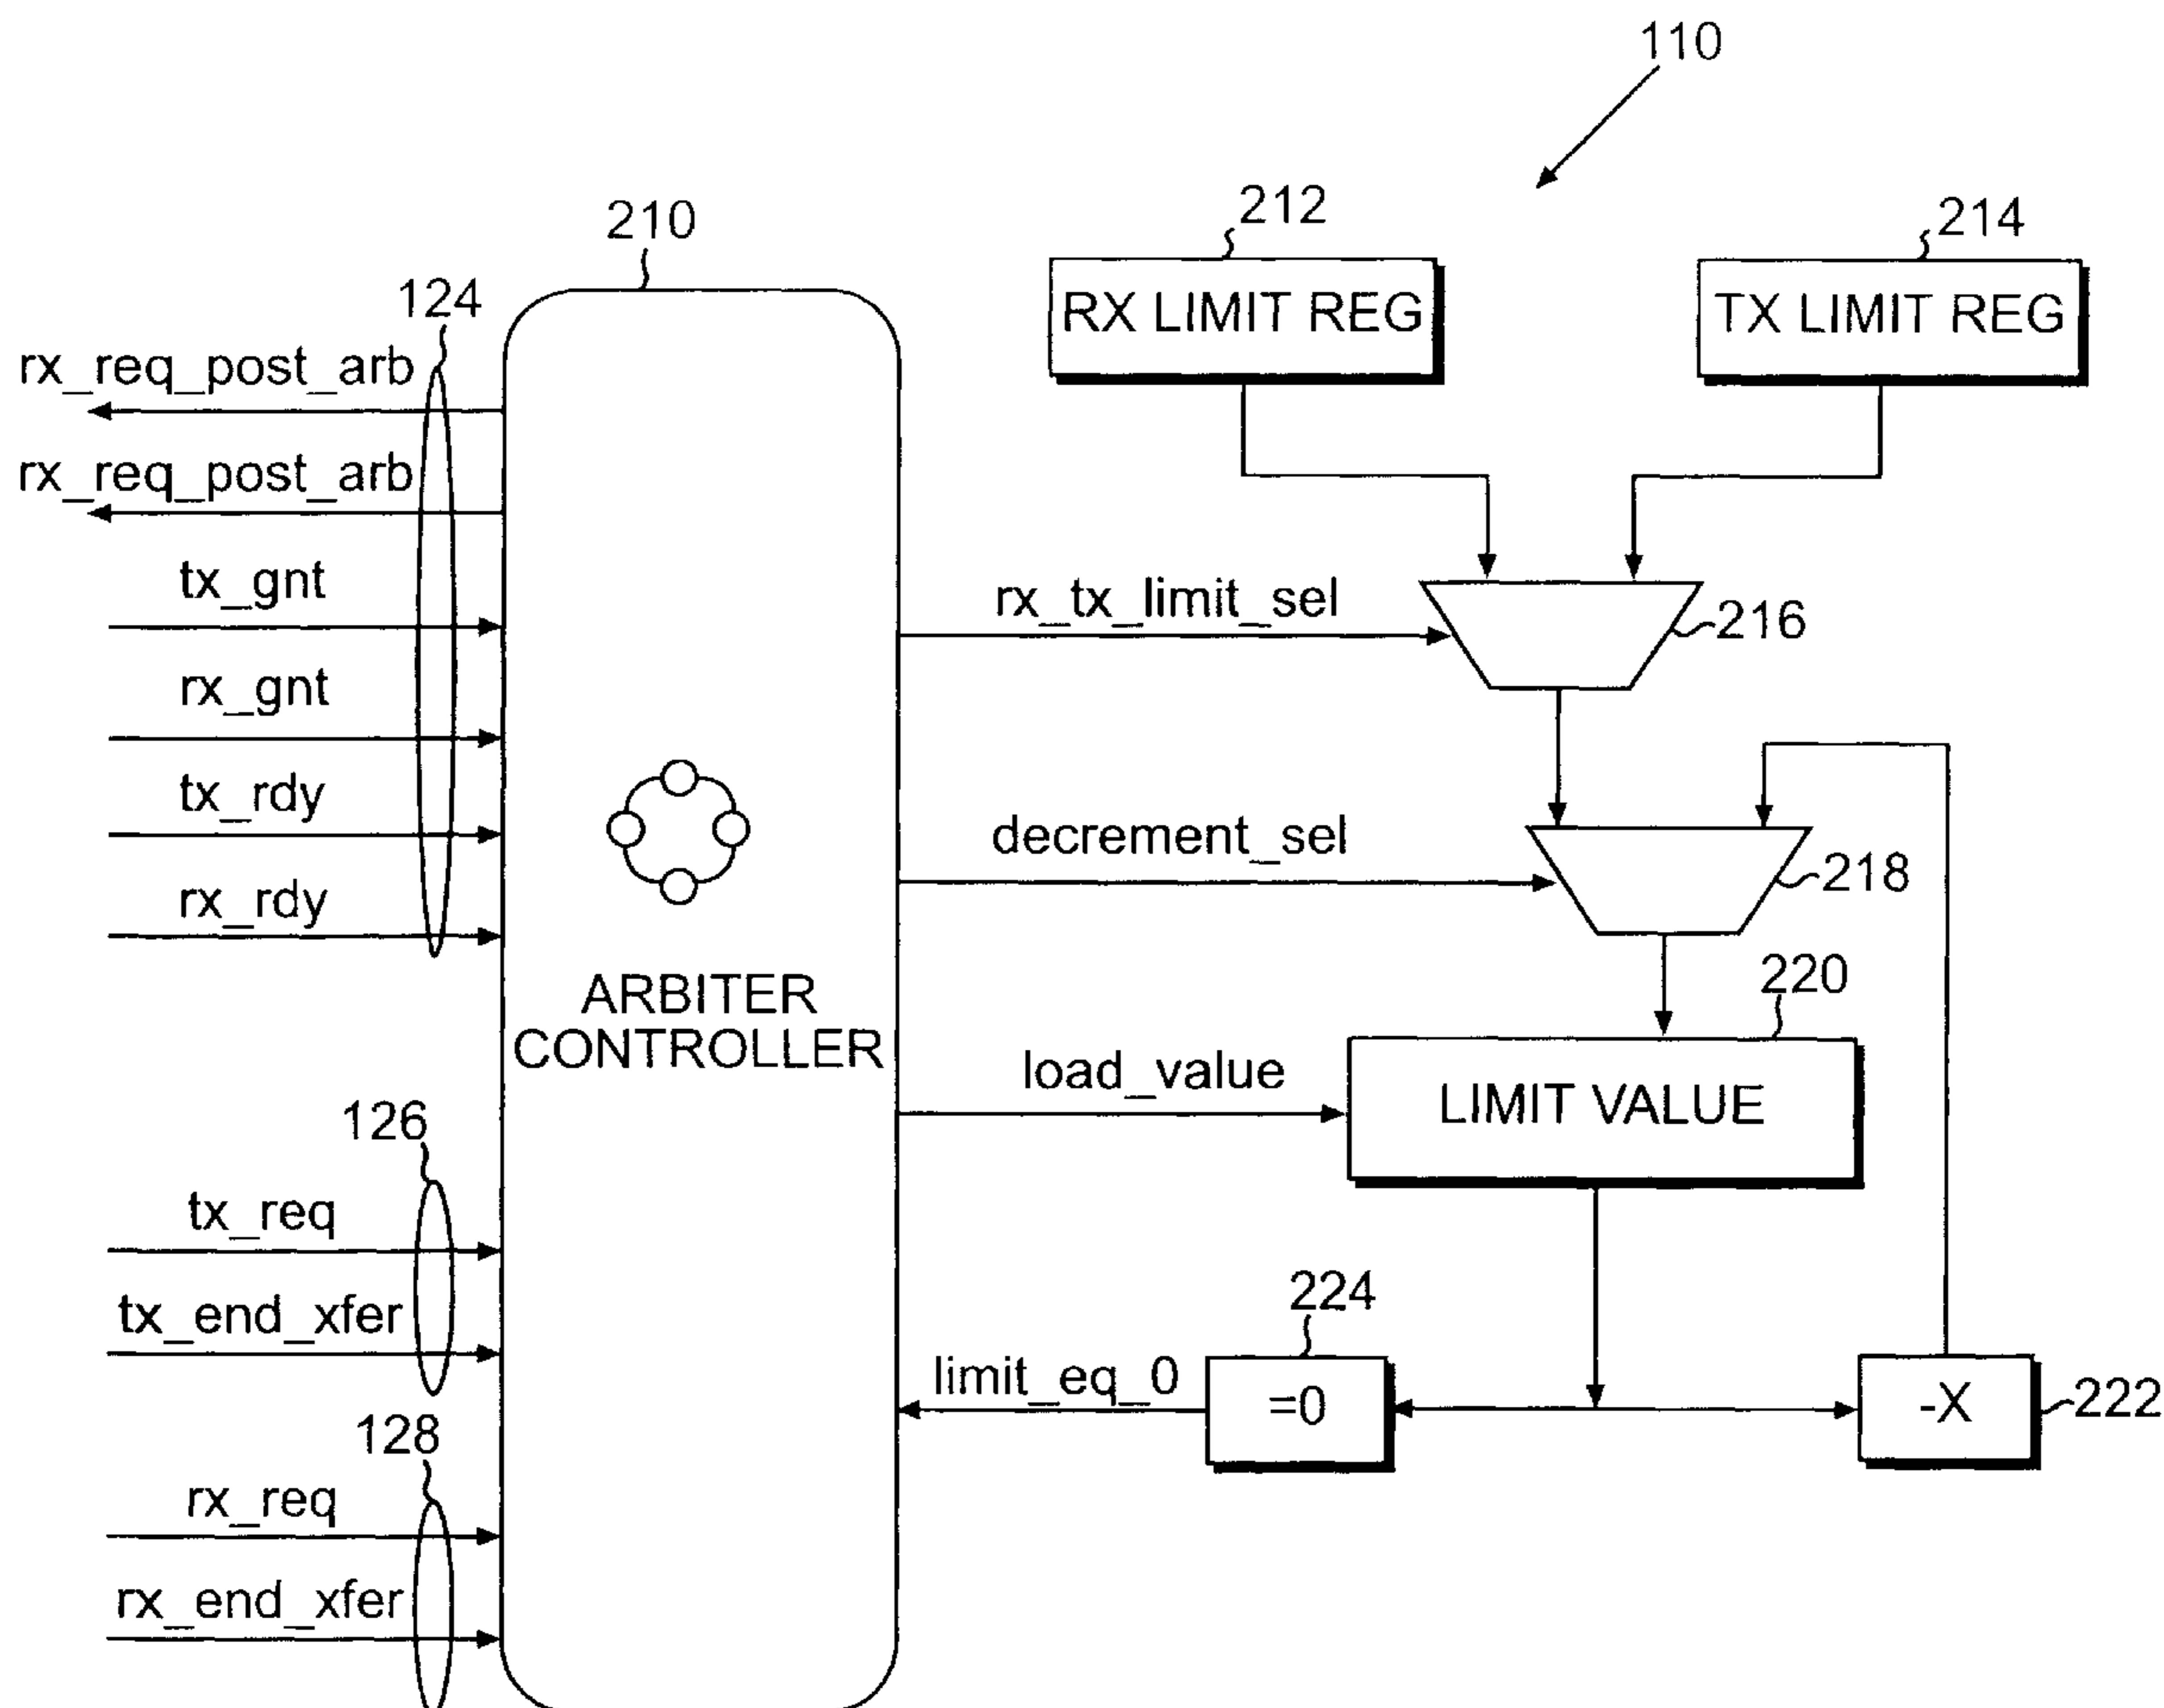 110
210
212
214
124
RX LIMIT REG
TX LIMIT REG
rx_req_post_arb
rx_req_post_arb
tx_gnt
rx_tx_limit_sel
216
rx_gnt
tx_rdy
decrement_sel
218
rx_rdy
220
ARBITER
CONTROLLER
load_value
LIMIT VALUE
126
tx_req
224
tx_end_xfer
limit_eq_0
=0
-X
222
128
rx_req
rx_end_xfer